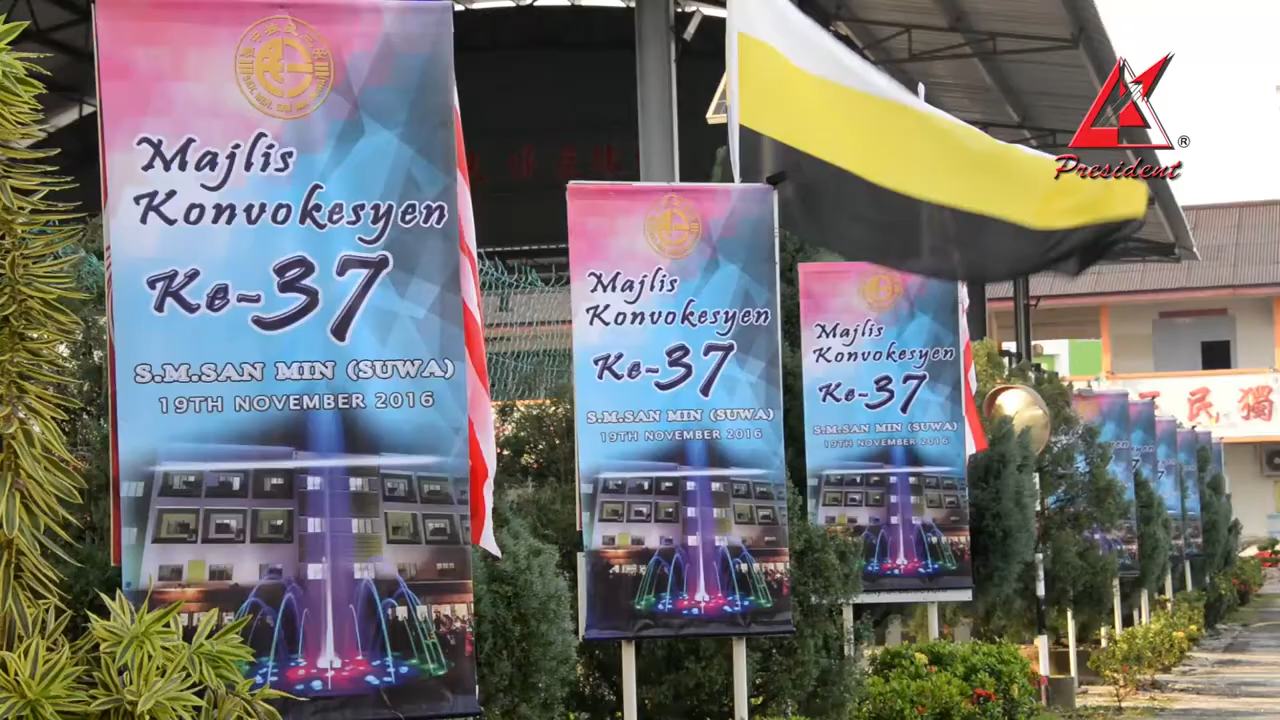 Majlis
Konvokesyen
Ke-37
S.M.SAN MIN (SUWA)
19TH NOVEMBER 2016
Majlis
Konvokesyen
Ke-37
S.M.SAN MIN (SUWA)
19TH NOVEMBER 2016
Majlis
Konvokesyen
Ke-37
S.M.SAN MIN (SUWA)
19TH NOVEMBER 2016
President ®
民獨